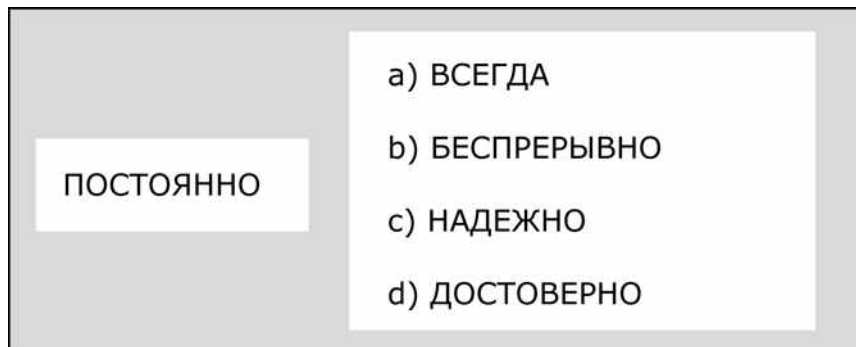 ПОСТОЯННО
a) ВСЕГДА
b) БЕСПРЕРЫВНО
c) НАДЕЖНО
d) ДОСТОВЕРНО